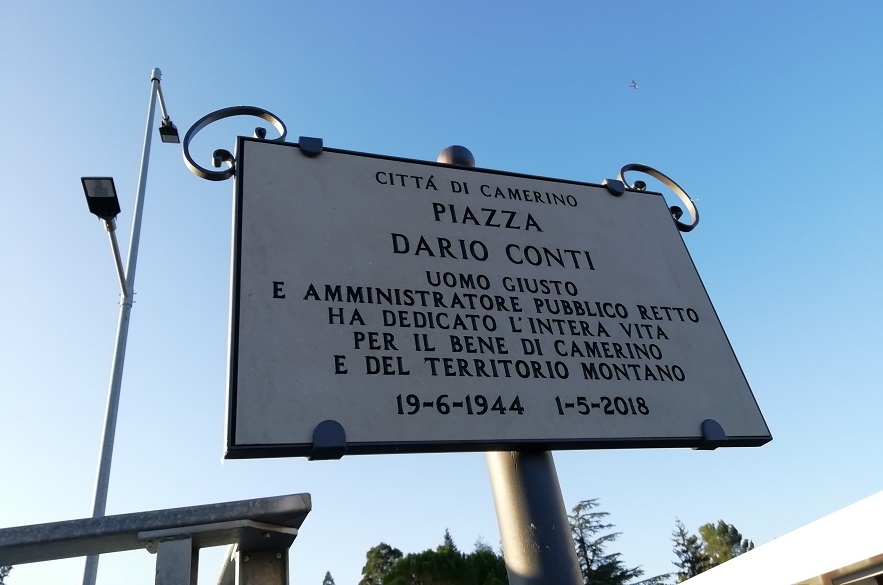 CITTÁ DI CAMERINO
PIAZZA
DARIO CONTI
UOMO GIUSTO
E AMMINISTRATORE PUBBLICO RETTO
HA DEDICATO L'INTERA VITA
PER IL BENE DI CAMERINO
E DEL TERRITORIO MONTANO
19-6-1944 1-5-2018